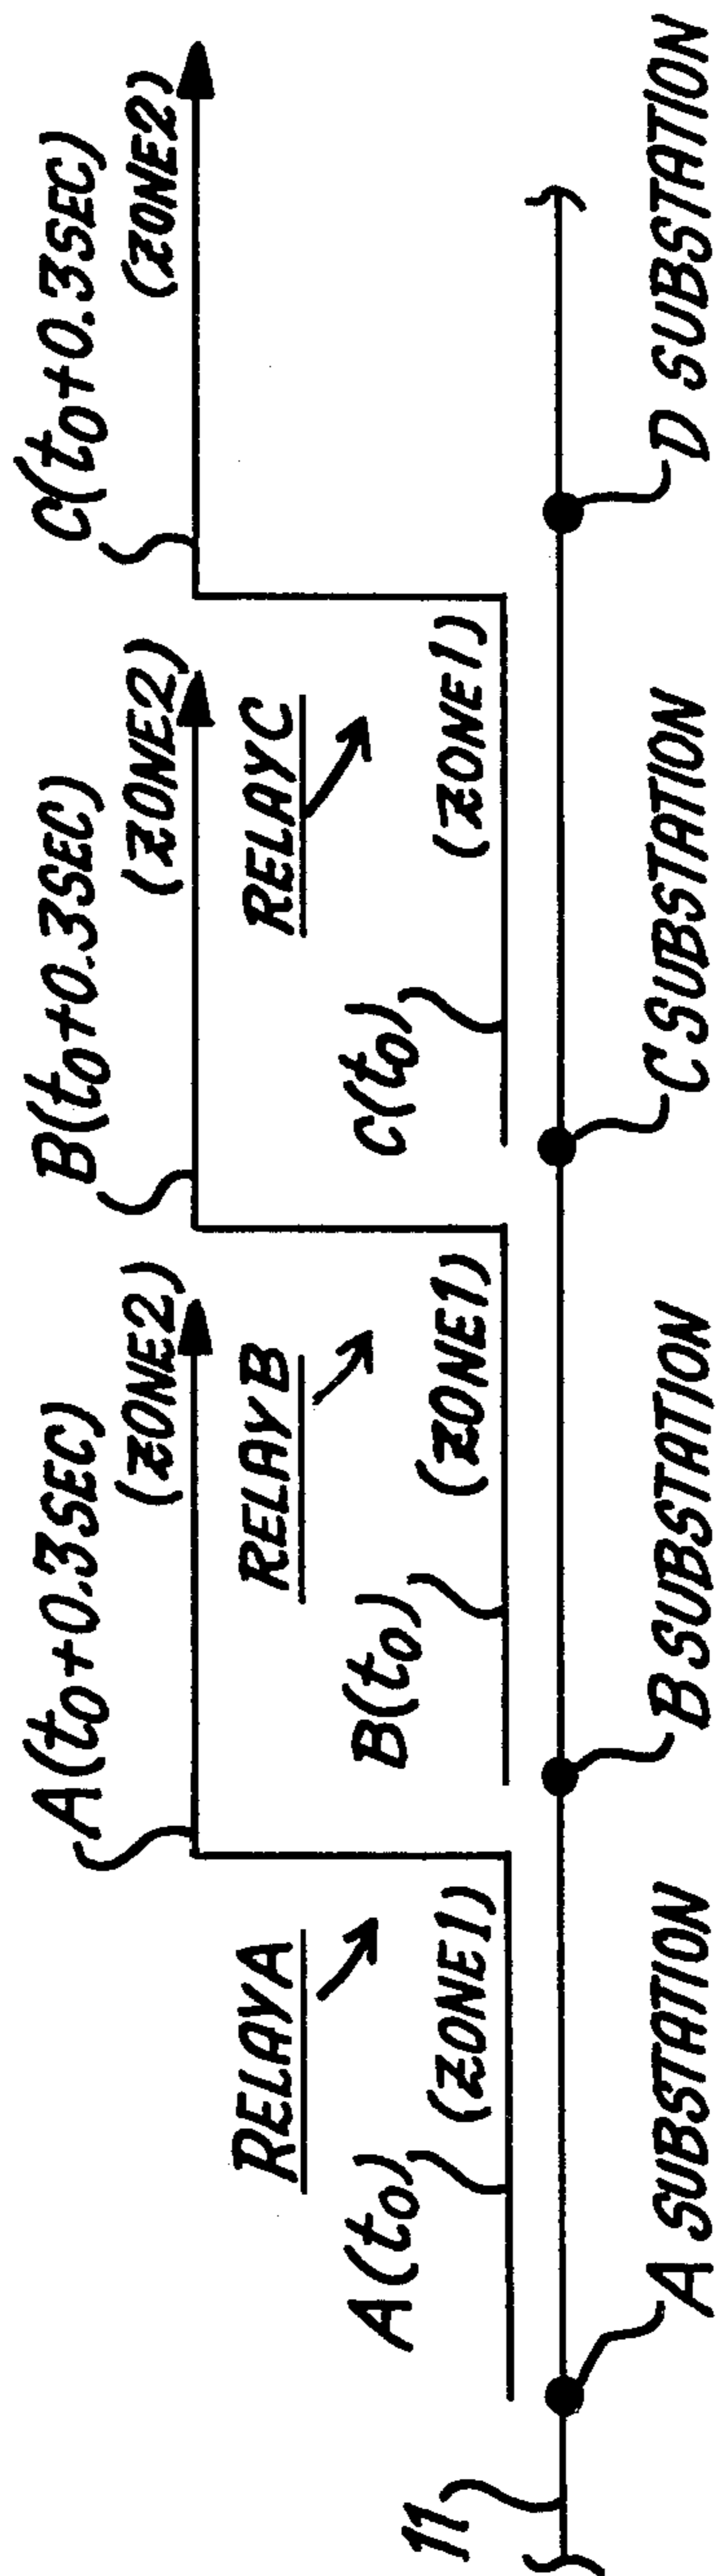 A(t0+0.3SEC)
(ZONE2)
B(t0+0.3SEC)
(ZONE2)
C(t0+0.3SEC)
(ZONE2)
RELAY A
RELAY B
RELAY C
A(t0)
(ZONE1)
B(t0)
(ZONE1)
C(t0)
(ZONE1)
11
A SUBSTATION
B SUBSTATION
C SUBSTATION
D SUBSTATION